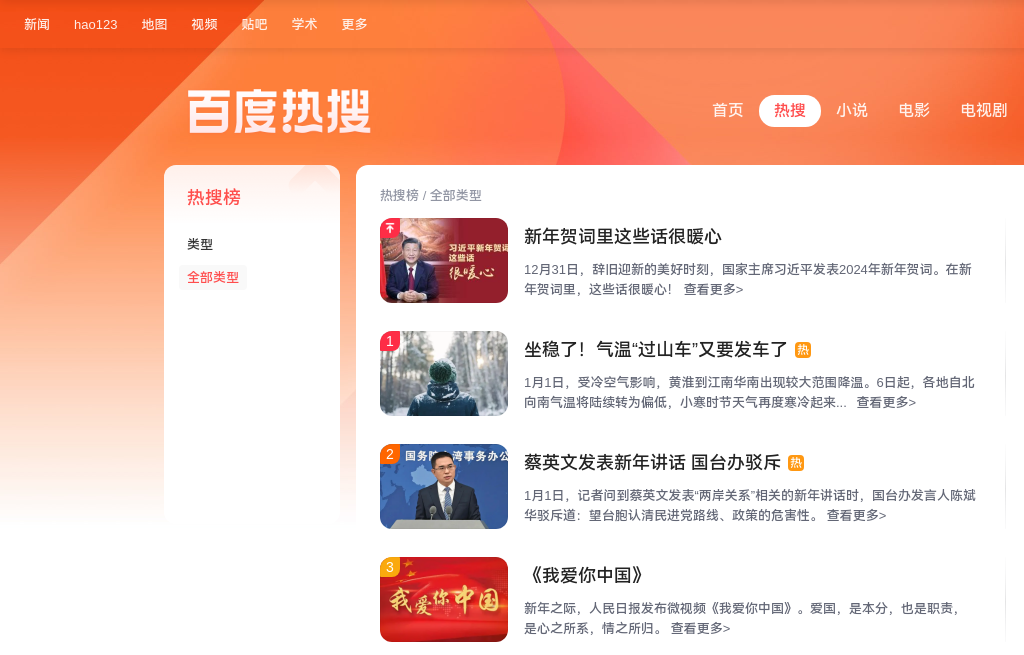 新闻 hao123 地图 视频 贴吧 学术 更多
百度热搜
首页 热搜 小说 电影 电视剧
热搜榜
类型
全部类型
热搜榜 / 全部类型
习近平新年贺词
这些话
很暖心
新年贺词里这些话很暖心
12月31日，辞旧迎新的美好时刻，国家主席习近平发表2024年新年贺词。在新
年贺词里，这些话很暖心！ 查看更多>
1
坐稳了！气温“过山车”又要发车了 热
1月1日，受冷空气影响，黄淮到江南华南出现较大范围降温。6日起，各地自北
向南气温将陆续转为偏低，小寒时节天气再度寒冷起来... 查看更多>
2
国务院台湾事务办公
蔡英文发表新年讲话 国台办驳斥 热
1月1日，记者问到蔡英文发表“两岸关系”相关的新年讲话时，国台办发言人陈斌
华驳斥道：望台胞认清民进党路线、政策的危害性。 查看更多>
3
我爱你中国
《我爱你中国》
新年之际，人民日报发布微视频《我爱你中国》。爱国，是本分，也是职责，
是心之所系，情之所归。 查看更多>